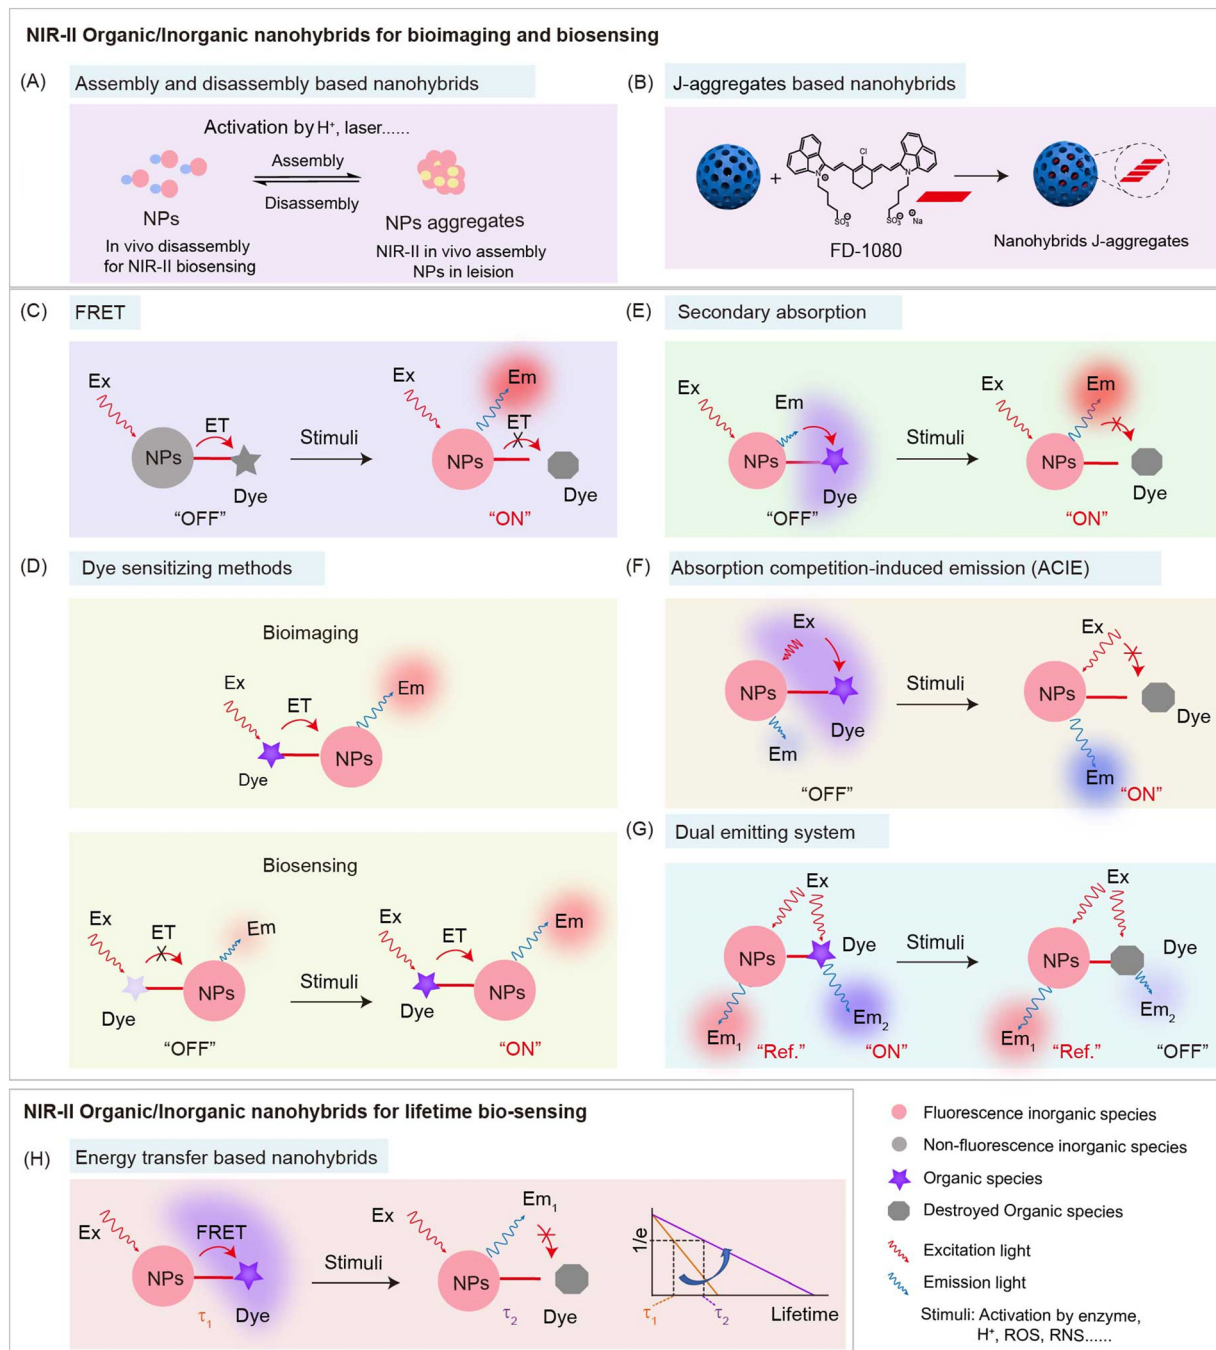 NIR-II Organic/Inorganic nanohybrids for bioimaging and biosensing
(A)
Assembly and disassembly based nanohybrids
Activation by H⁺, laser......
Assembly
Disassembly
NPs
NPs aggregates
In vivo disassembly
for NIR-II biosensing
NIR-II in vivo assembly
NPs in leision
(B)
J-aggregates based nanohybrids
+
Cl
N
⊕
N
SO₃
⊖
SO₃
⊖
⊕
Na
FD-1080
Nanohybrids J-aggregates
(C)
FRET
Ex
ET
NPs
Dye
“OFF”
Stimuli
Ex
Em
ET
NPs
Dye
“ON”
(E)
Secondary absorption
Ex
Em
NPs
Dye
“OFF”
Stimuli
Ex
Em
NPs
Dye
“ON”
(D)
Dye sensitizing methods
Bioimaging
Ex
ET
Em
Dye
NPs
Biosensing
Ex
ET
Em
NPs
Dye
“OFF”
Stimuli
Ex
ET
Em
NPs
Dye
“ON”
(F)
Absorption competition-induced emission (ACIE)
Ex
NPs
Dye
Em
“OFF”
Stimuli
Ex
NPs
Dye
Em
“ON”
(G)
Dual emitting system
Ex
NPs
Dye
Em₁
“Ref.”
Em₂
“ON”
Stimuli
Ex
NPs
Dye
Em₁
“Ref.”
Em₂
“OFF”
NIR-II Organic/Inorganic nanohybrids for lifetime bio-sensing
(H)
Energy transfer based nanohybrids
Ex
FRET
NPs
τ₁
Dye
Stimuli
Ex
Em₁
NPs
τ₂
Dye
1/e
τ₁
τ₂
Lifetime
Fluorescence inorganic species
Non-fluorescence inorganic species
Organic species
Destroyed Organic species
Excitation light
Emission light
Stimuli: Activation by enzyme,
H⁺, ROS, RNS......